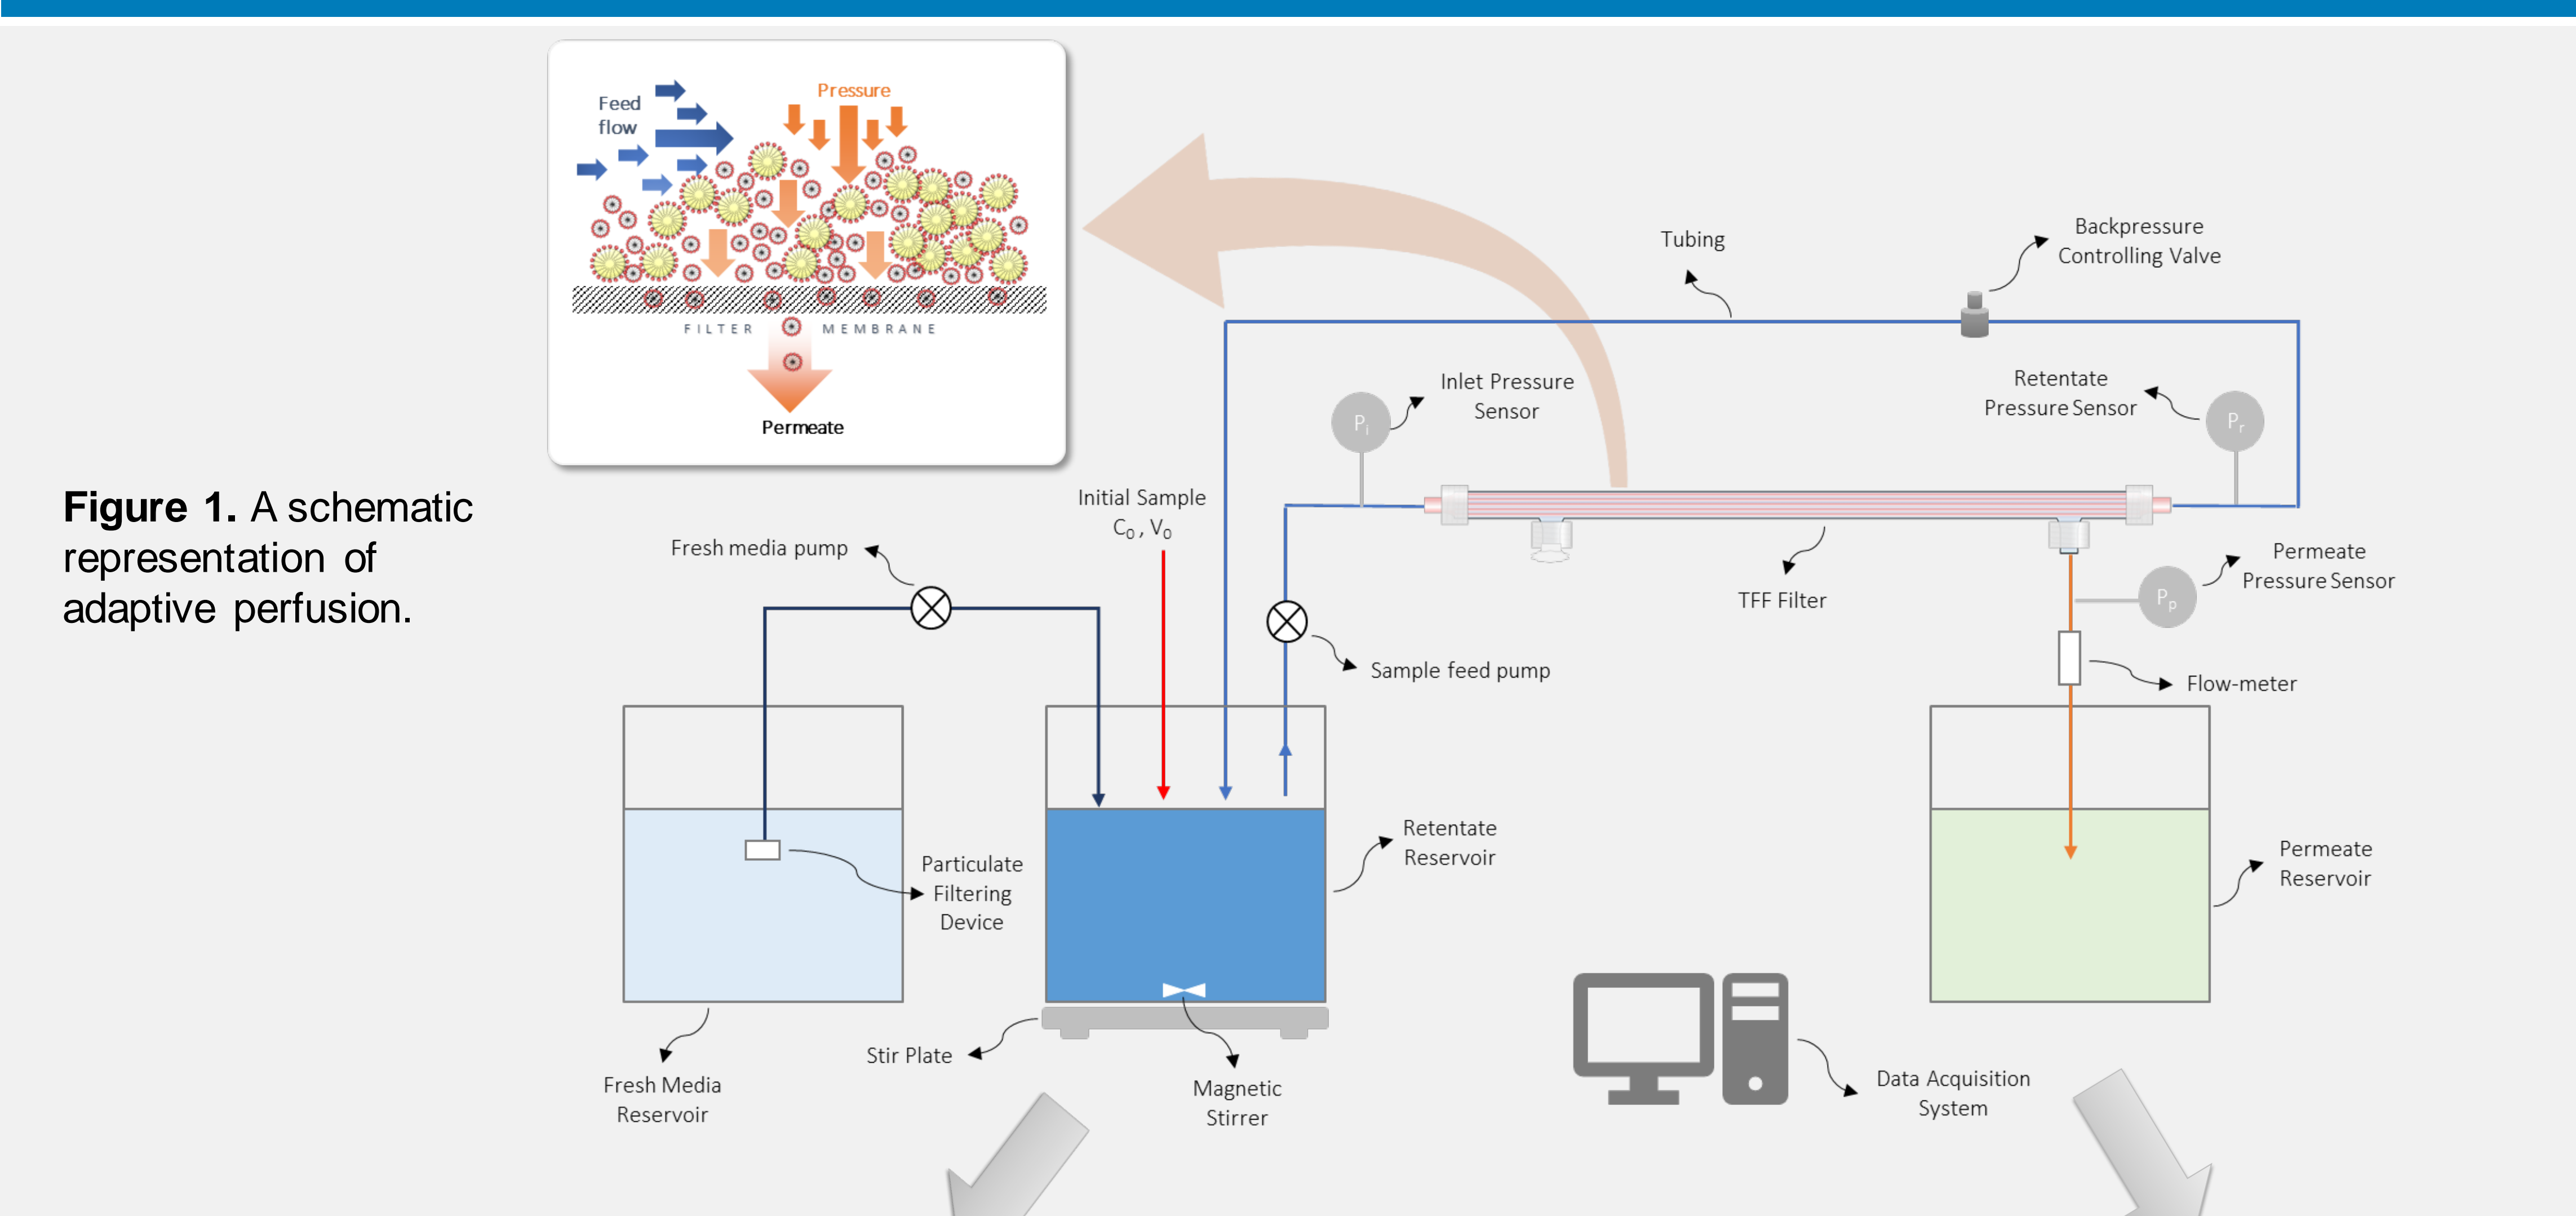 Feed
flow
Pressure
FILTER MEMBRANE
Permeate
Figure 1. A schematic
representation of
adaptive perfusion.
Tubing
Backpressure
Controlling Valve
Inlet Pressure
Sensor
Pi
Retentate
Pressure Sensor
Pr
Initial Sample
C0 , V0
Fresh media pump
TFF Filter
Permeate
Pressure Sensor
Pp
Sample feed pump
Flow-meter
Particulate
Filtering
Device
Retentate
Reservoir
Permeate
Reservoir
Stir Plate
Fresh Media
Reservoir
Magnetic
Stirrer
Data Acquisition
System